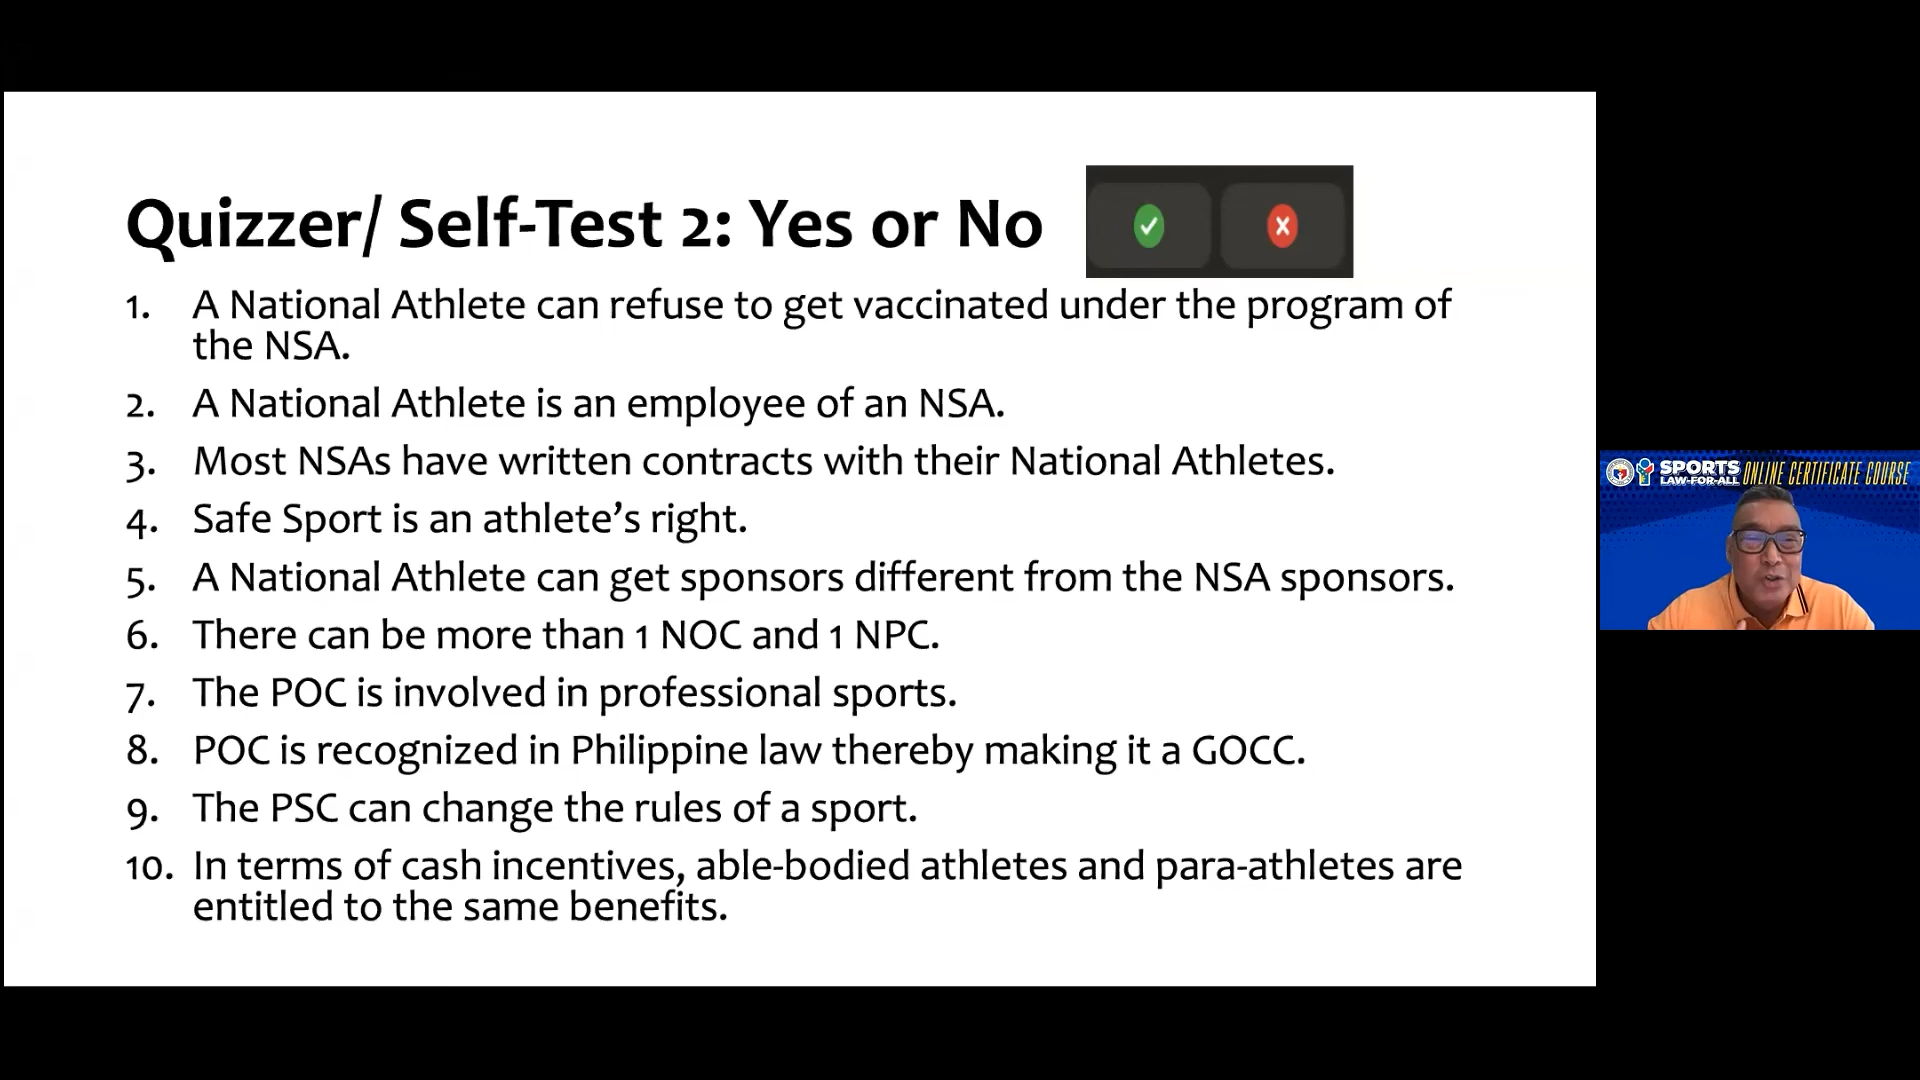 Quizzer/ Self-Test 2: Yes or No
1. A National Athlete can refuse to get vaccinated under the program of
the NSA.
2. A National Athlete is an employee of an NSA.
3. Most NSAs have written contracts with their National Athletes.
4. Safe Sport is an athlete’s right.
5. A National Athlete can get sponsors different from the NSA sponsors.
6. There can be more than 1 NOC and 1 NPC.
7. The POC is involved in professional sports.
8. POC is recognized in Philippine law thereby making it a GOCC.
9. The PSC can change the rules of a sport.
10. In terms of cash incentives, able-bodied athletes and para-athletes are
entitled to the same benefits.
SPORTS
LAW-FOR-ALL
ONLINE CERTIFICATE COURSE